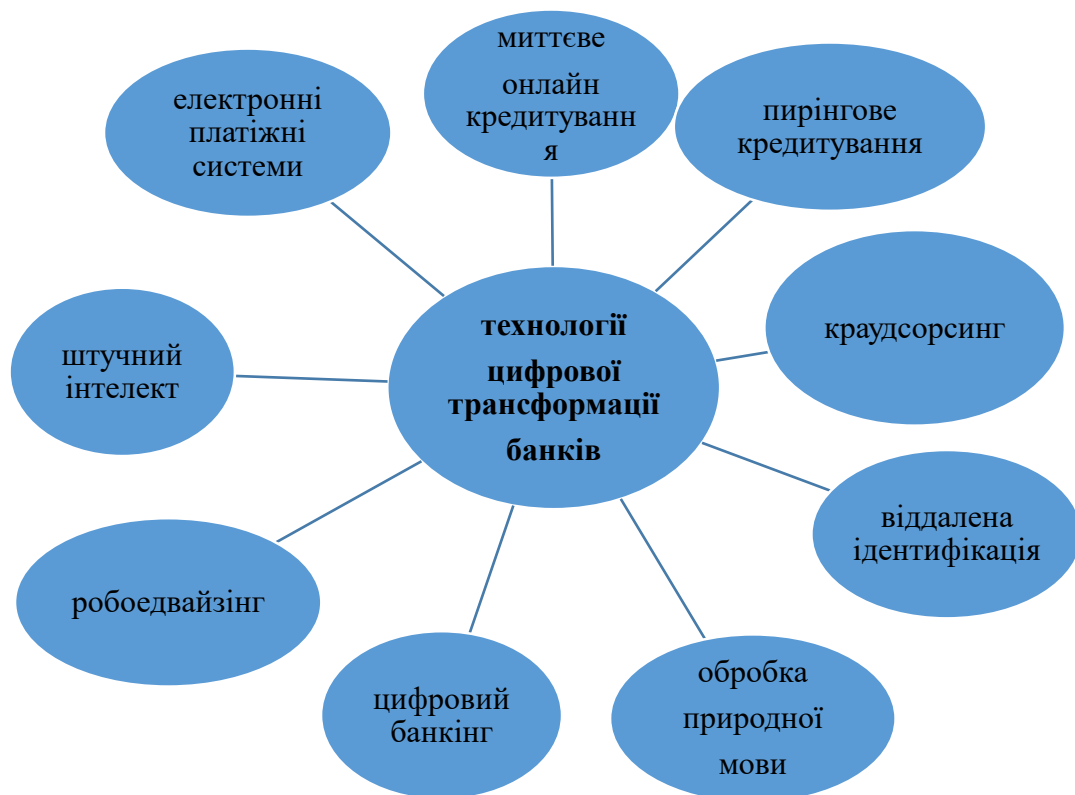 миттєве
онлайн
кредитуванн
я
електронні
платіжні
системи
пирінгове
кредитування
штучний
інтелект
технології
цифрової
трансформації
банків
краудсорсинг
віддалена
ідентифікація
робоедвайзінг
цифровий
банкінг
обробка
природної
мови